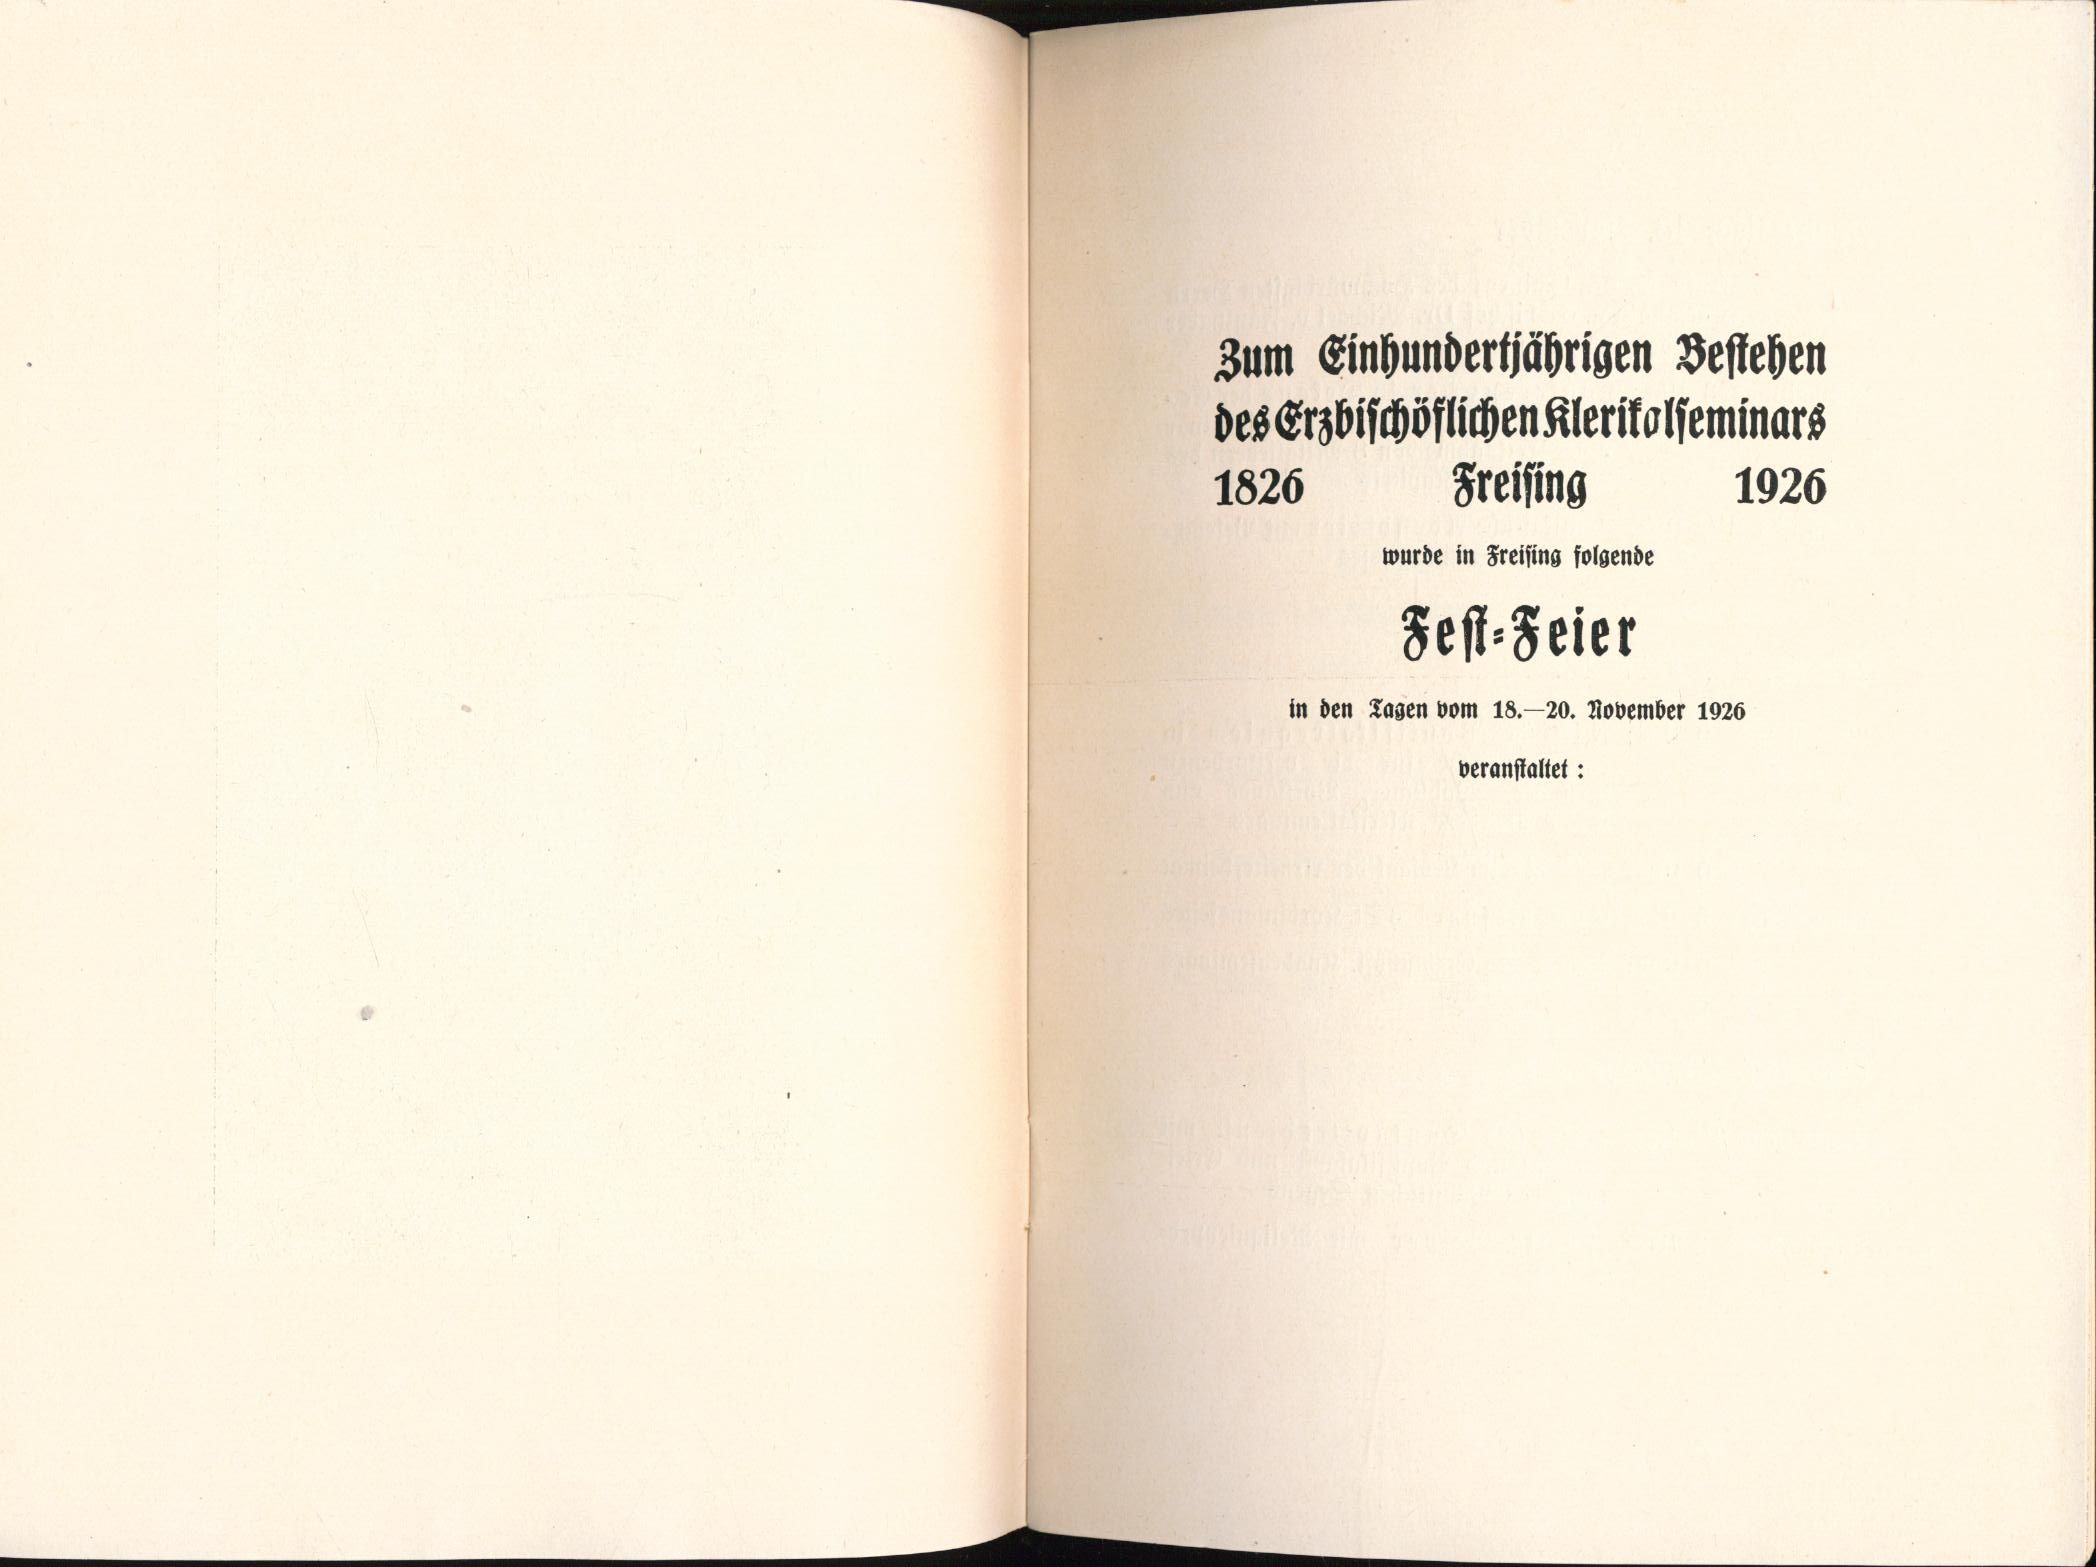 Zum Einhundertjährigen Bestehen
des Erzbischöflichen Klerikalseminars
1826 Freising 1926
wurde in Freising folgende
Fest=Feier
in den Tagen vom 18.—20. November 1926
veranstaltet :